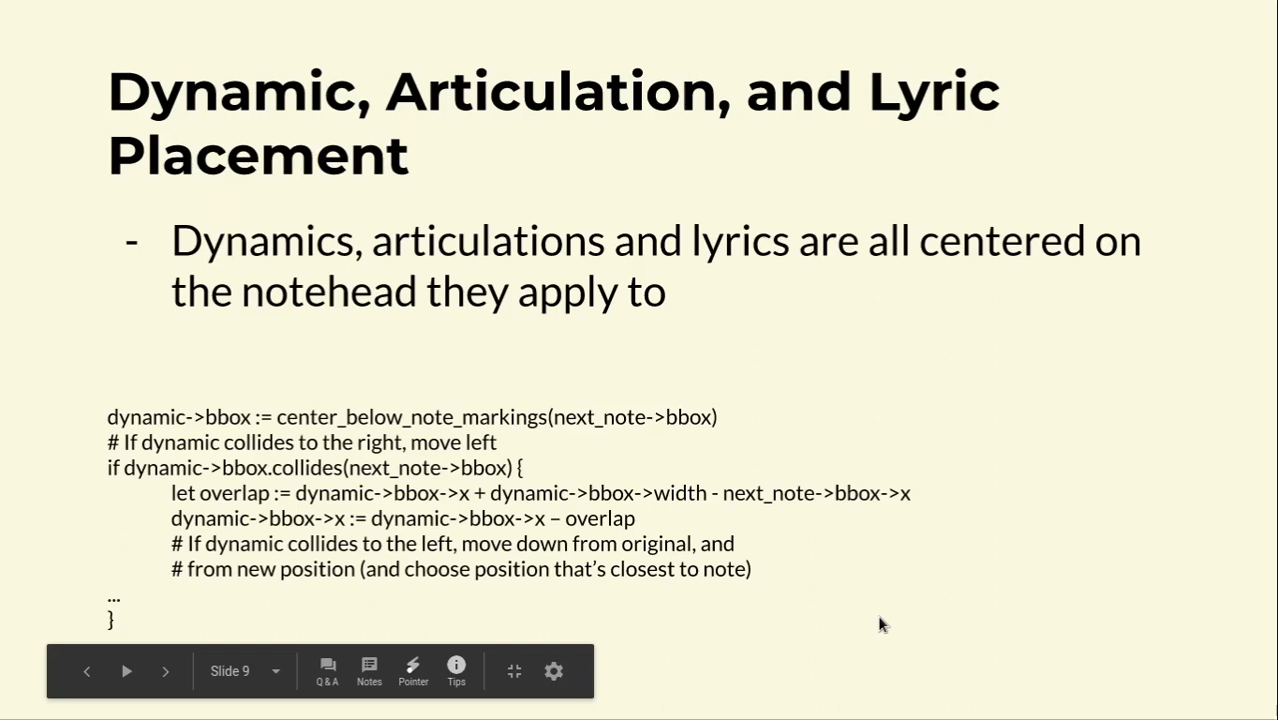 Dynamic, Articulation, and Lyric
Placement
- Dynamics, articulations and lyrics are all centered on
the notehead they apply to
dynamic->bbox := center_below_note_markings(next_note->bbox)
# If dynamic collides to the right, move left
if dynamic->bbox.collides(next_note->bbox) {
let overlap := dynamic->bbox->x + dynamic->bbox->width - next_note->bbox->x
dynamic->bbox->x := dynamic->bbox->x – overlap
# If dynamic collides to the left, move down from original, and
# from new position (and choose position that’s closest to note)
...
}
Slide 9
Q & A Notes Pointer Tips